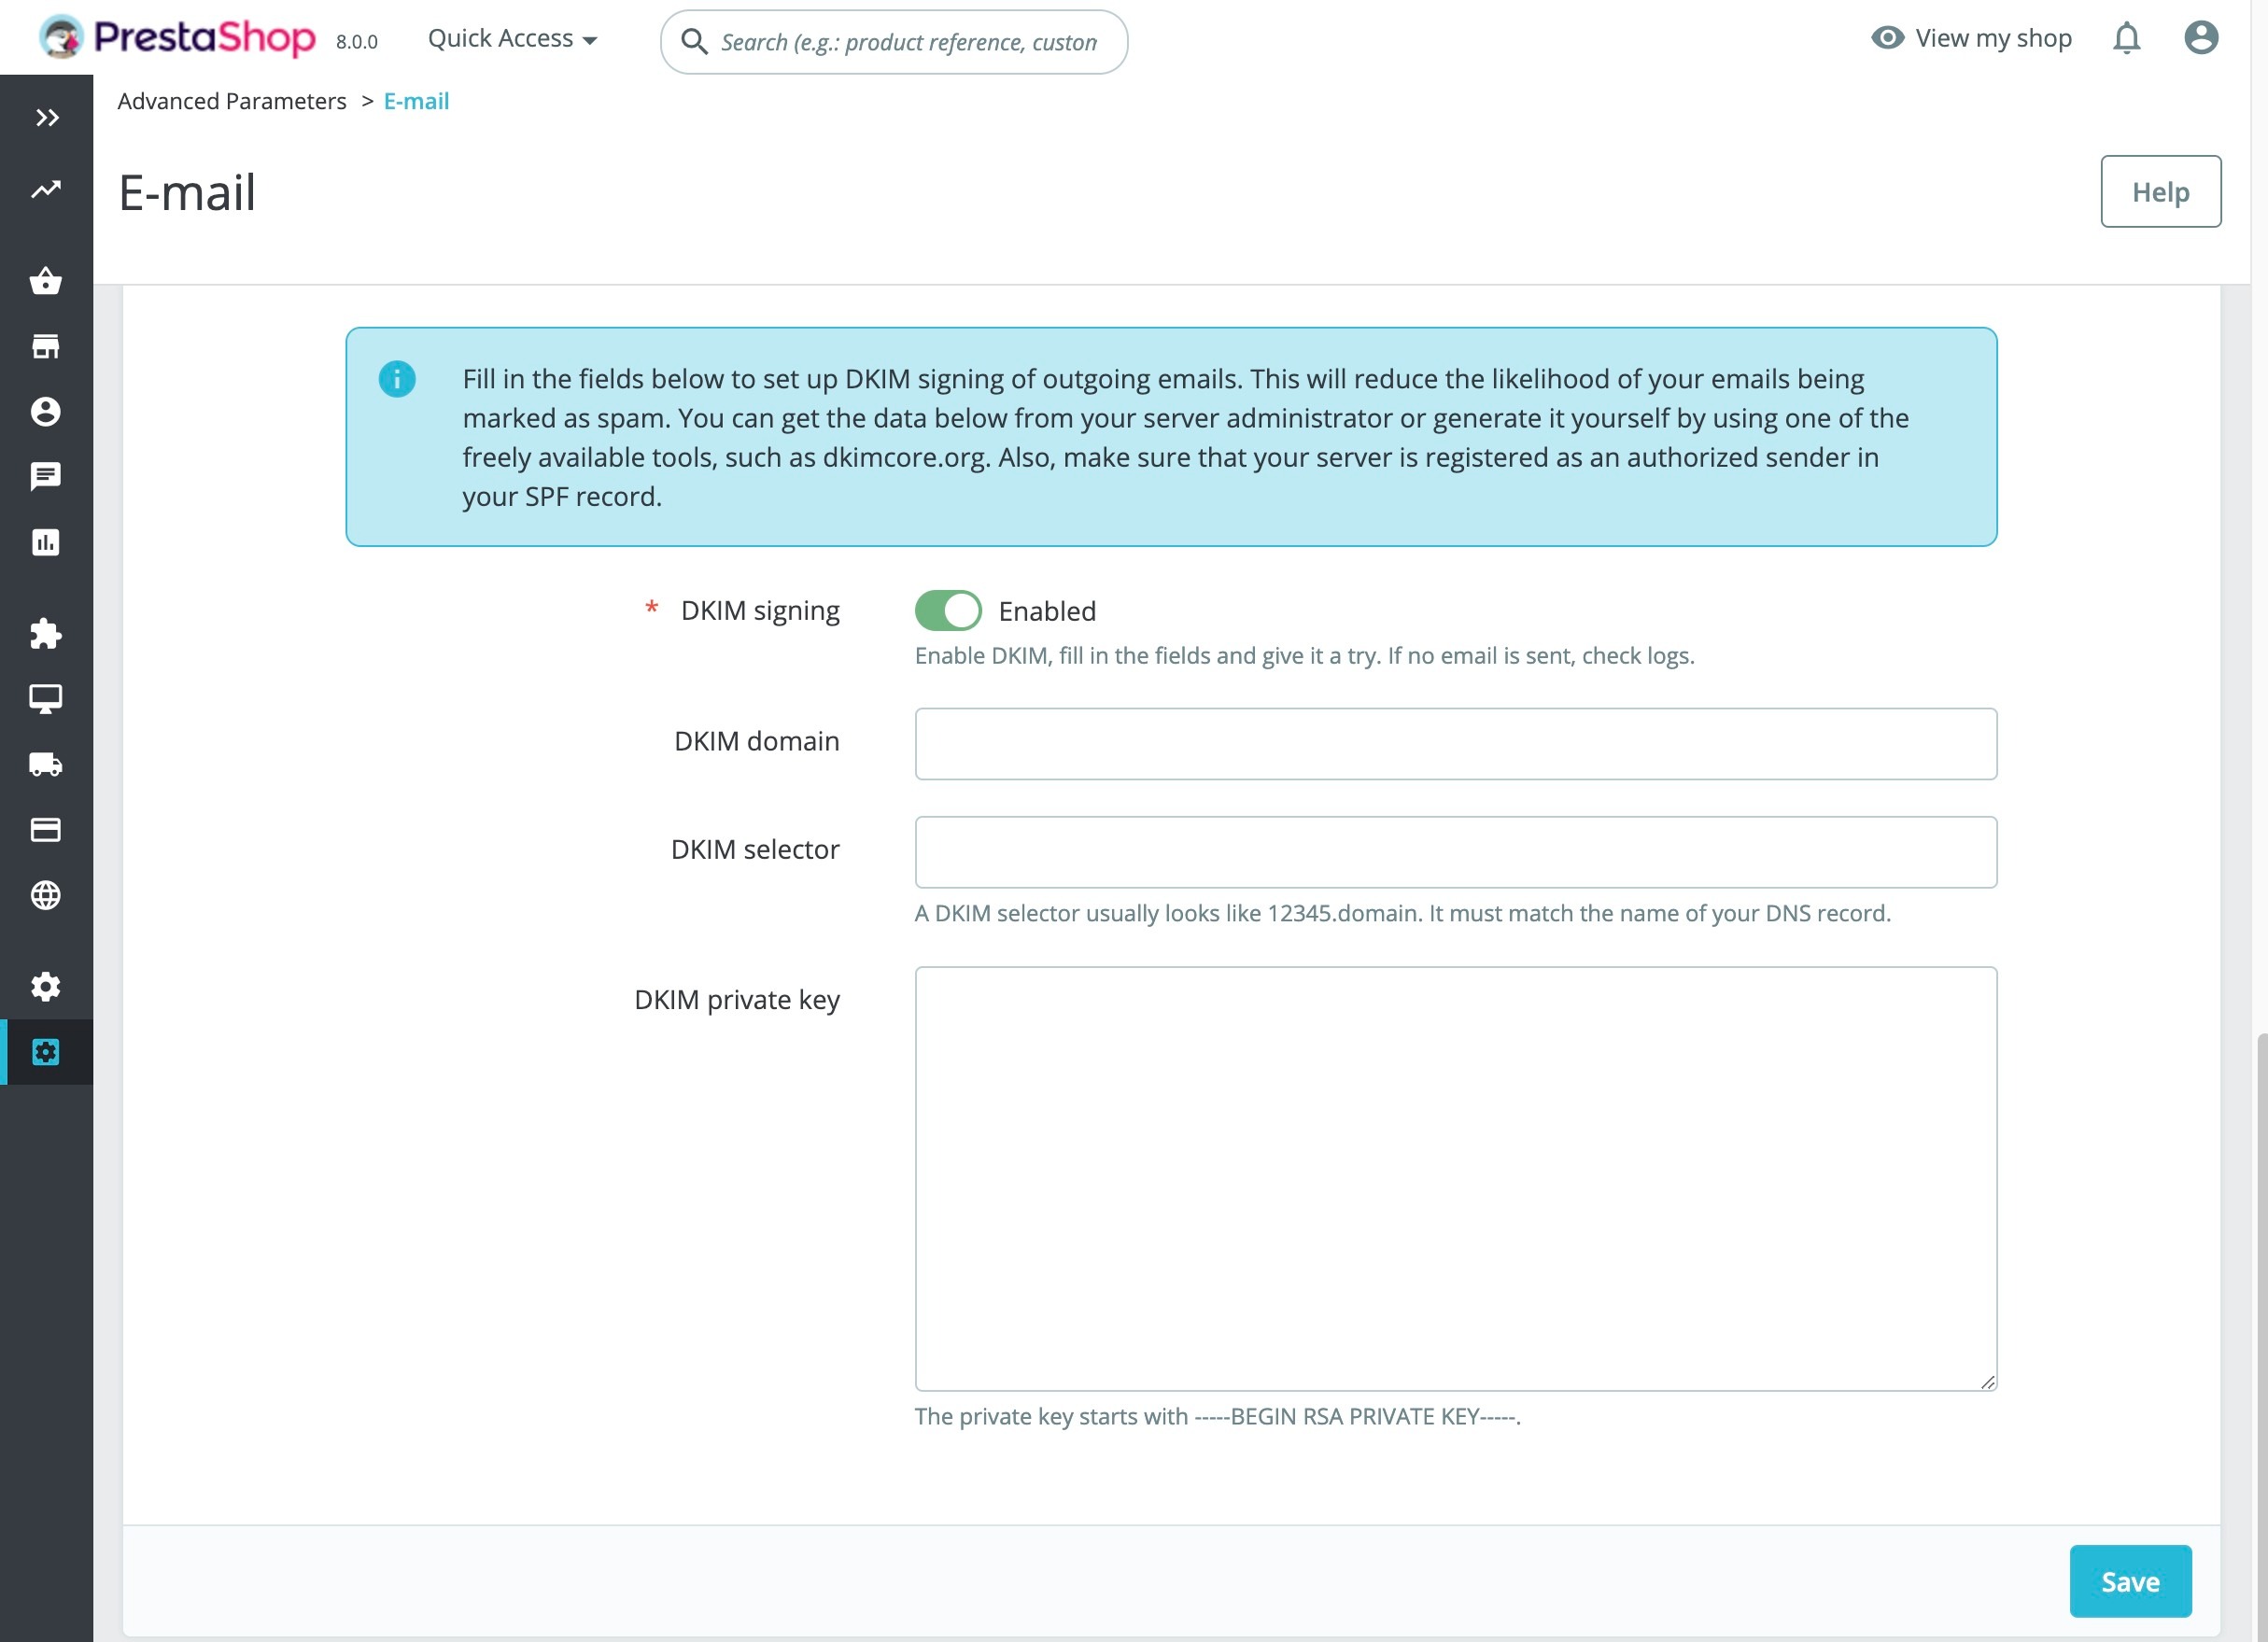 PrestaShop 8.0.0 Quick Access Search (e.g.: product reference, custon View my shop
Advanced Parameters > E-mail
E-mail
Help
Fill in the fields below to set up DKIM signing of outgoing emails. This will reduce the likelihood of your emails being
marked as spam. You can get the data below from your server administrator or generate it yourself by using one of the
freely available tools, such as dkimcore.org. Also, make sure that your server is registered as an authorized sender in
your SPF record.
* DKIM signing Enabled
Enable DKIM, fill in the fields and give it a try. If no email is sent, check logs.
DKIM domain
DKIM selector
A DKIM selector usually looks like 12345.domain. It must match the name of your DNS record.
DKIM private key
The private key starts with -----BEGIN RSA PRIVATE KEY-----.
Save